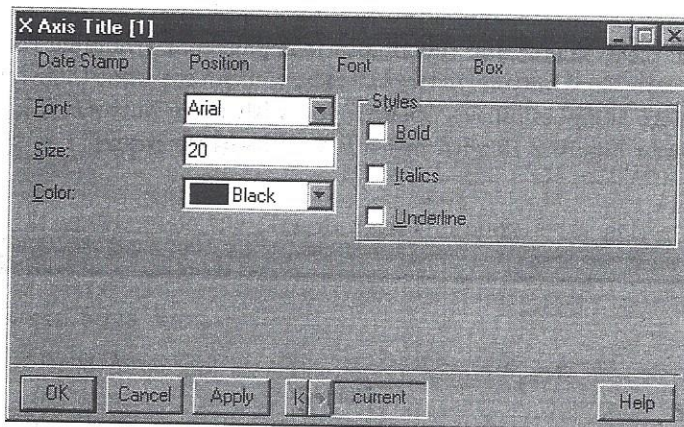 X Axis Title [1]
Date Stamp Position Font Box
Font: Arial
Size: 20
Color: Black
Styles
Bold
Italics
Underline
OK Cancel Apply current Help